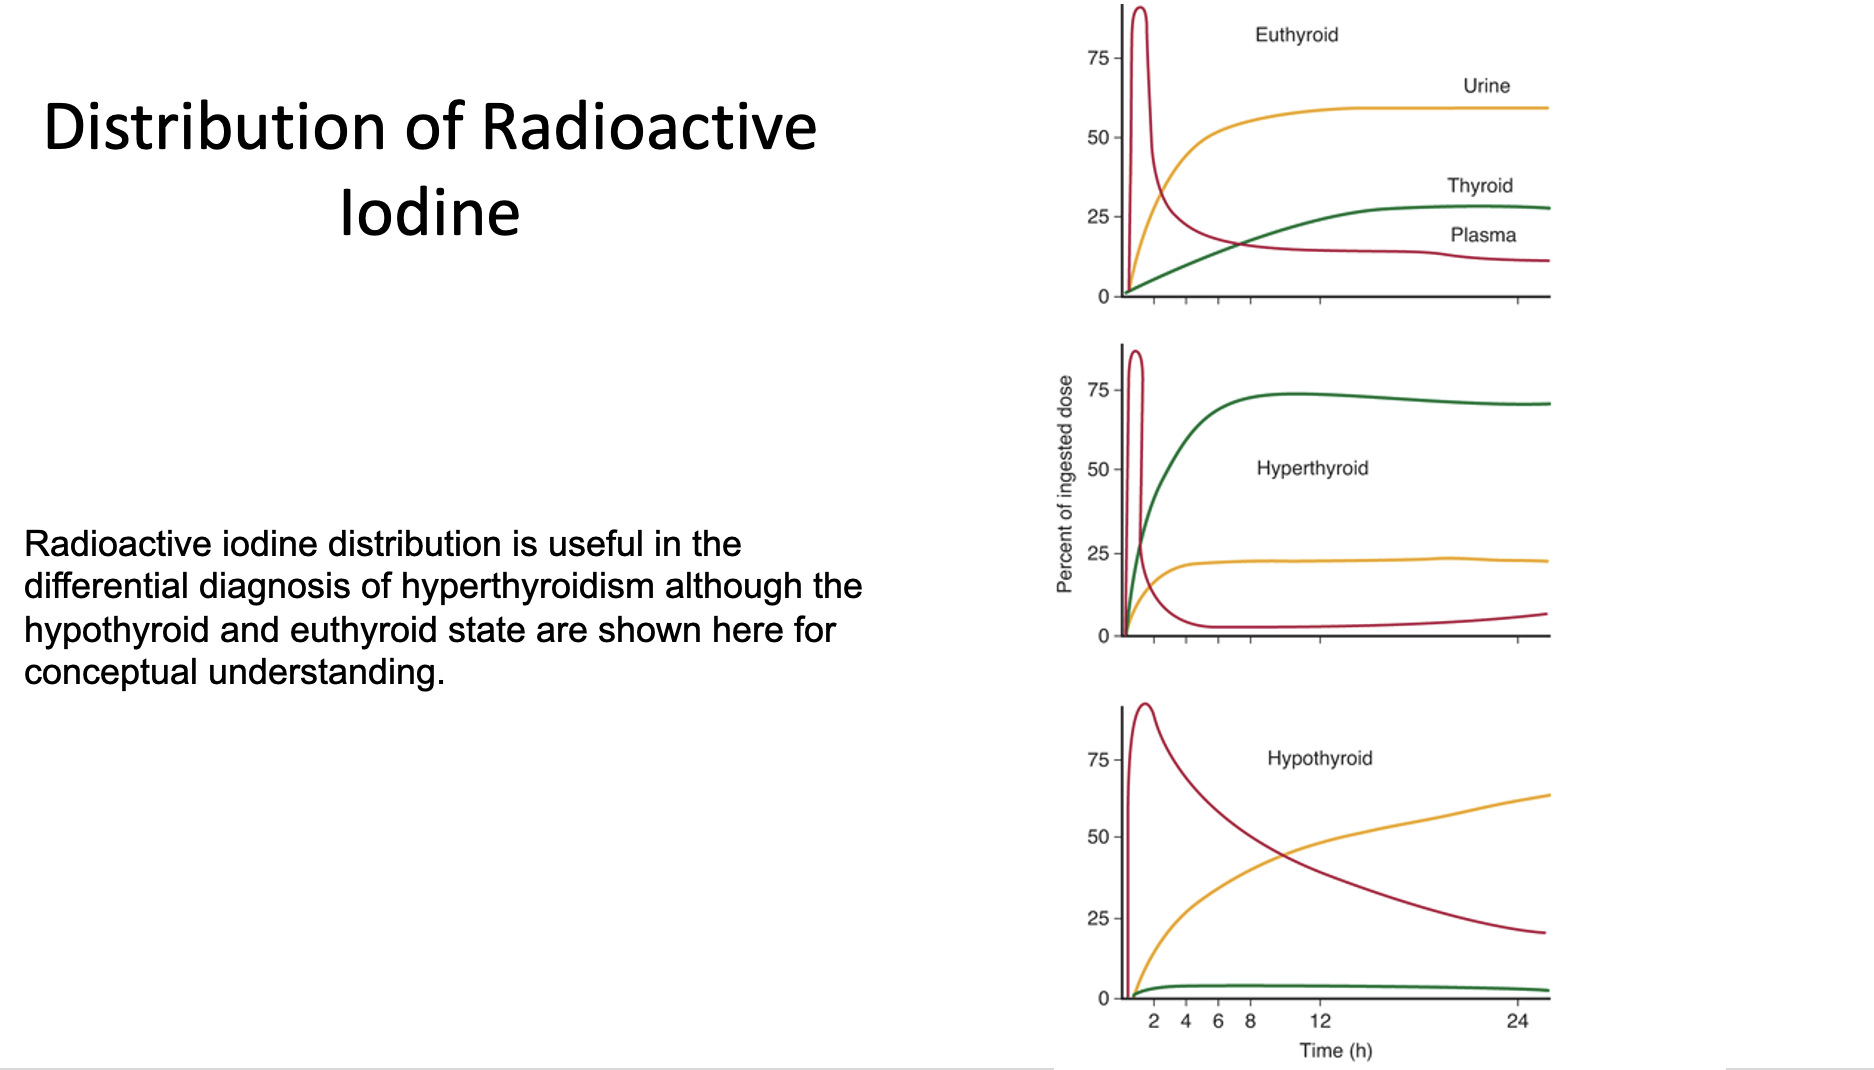 Distribution of Radioactive
Iodine
Radioactive iodine distribution is useful in the
differential diagnosis of hyperthyroidism although the
hypothyroid and euthyroid state are shown here for
conceptual understanding.
Euthyroid
75
Urine
50
Thyroid
25
Plasma
0
Percent of ingested dose
75
50
Hyperthyroid
25
0
75
Hypothyroid
50
25
0
2 4 6 8 12 24
Time (h)